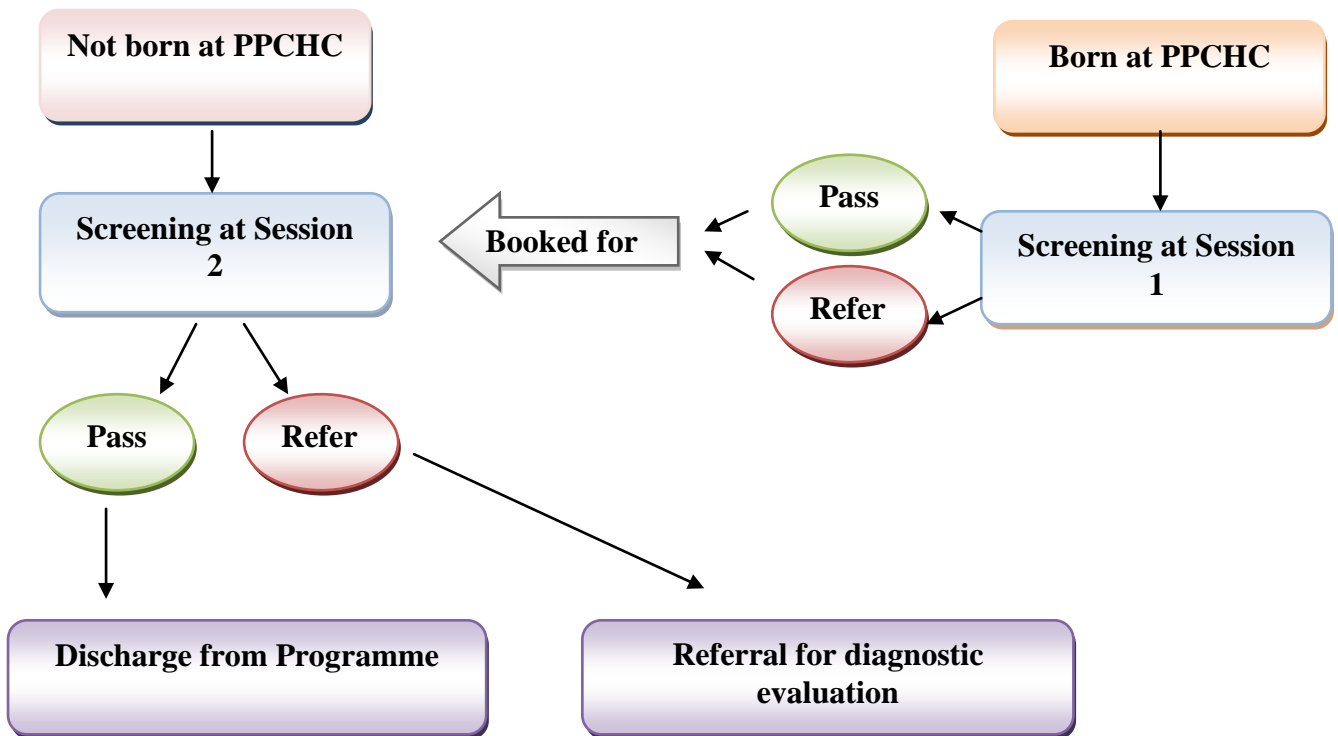 Not born at PPCHC
Born at PPCHC
Pass
Screening at Session
2
Booked for
Screening at Session
1
Refer
Pass
Refer
Discharge from Programme
Referral for diagnostic
evaluation